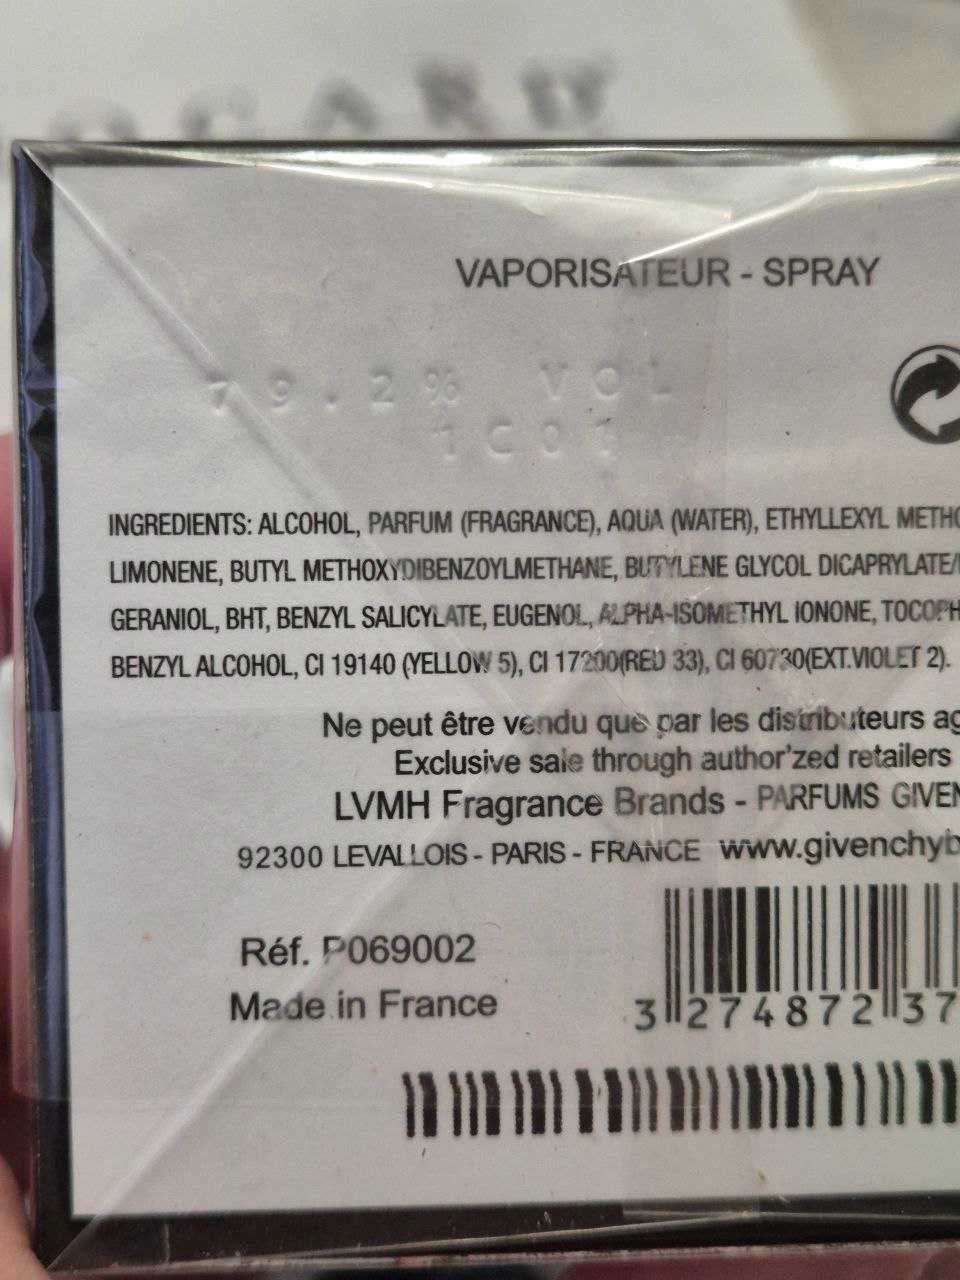 VAPORISATEUR - SPRAY
79.2% VOL
1C01
INGREDIENTS: ALCOHOL, PARFUM (FRAGRANCE), AQUA (WATER), ETHYLLEXYL METHO
LIMONENE, BUTYL METHOXYDIBENZOYLMETHANE, BUTYLENE GLYCOL DICAPRYLATE/
GERANIOL, BHT, BENZYL SALICYLATE, EUGENOL, ALPHA-ISOMETHYL IONONE, TOCOPH
BENZYL ALCOHOL, CI 19140 (YELLOW 5), CI 17200(RED 33), CI 60730(EXT.VIOLET 2).
Ne peut être vendu que par les distributeurs ag
Exclusive sale through author'zed retailers
LVMH Fragrance Brands - PARFUMS GIVEN
92300 LEVALLOIS - PARIS - FRANCE www.givenchyb
Réf. P069002
Made in France
3 274872 37